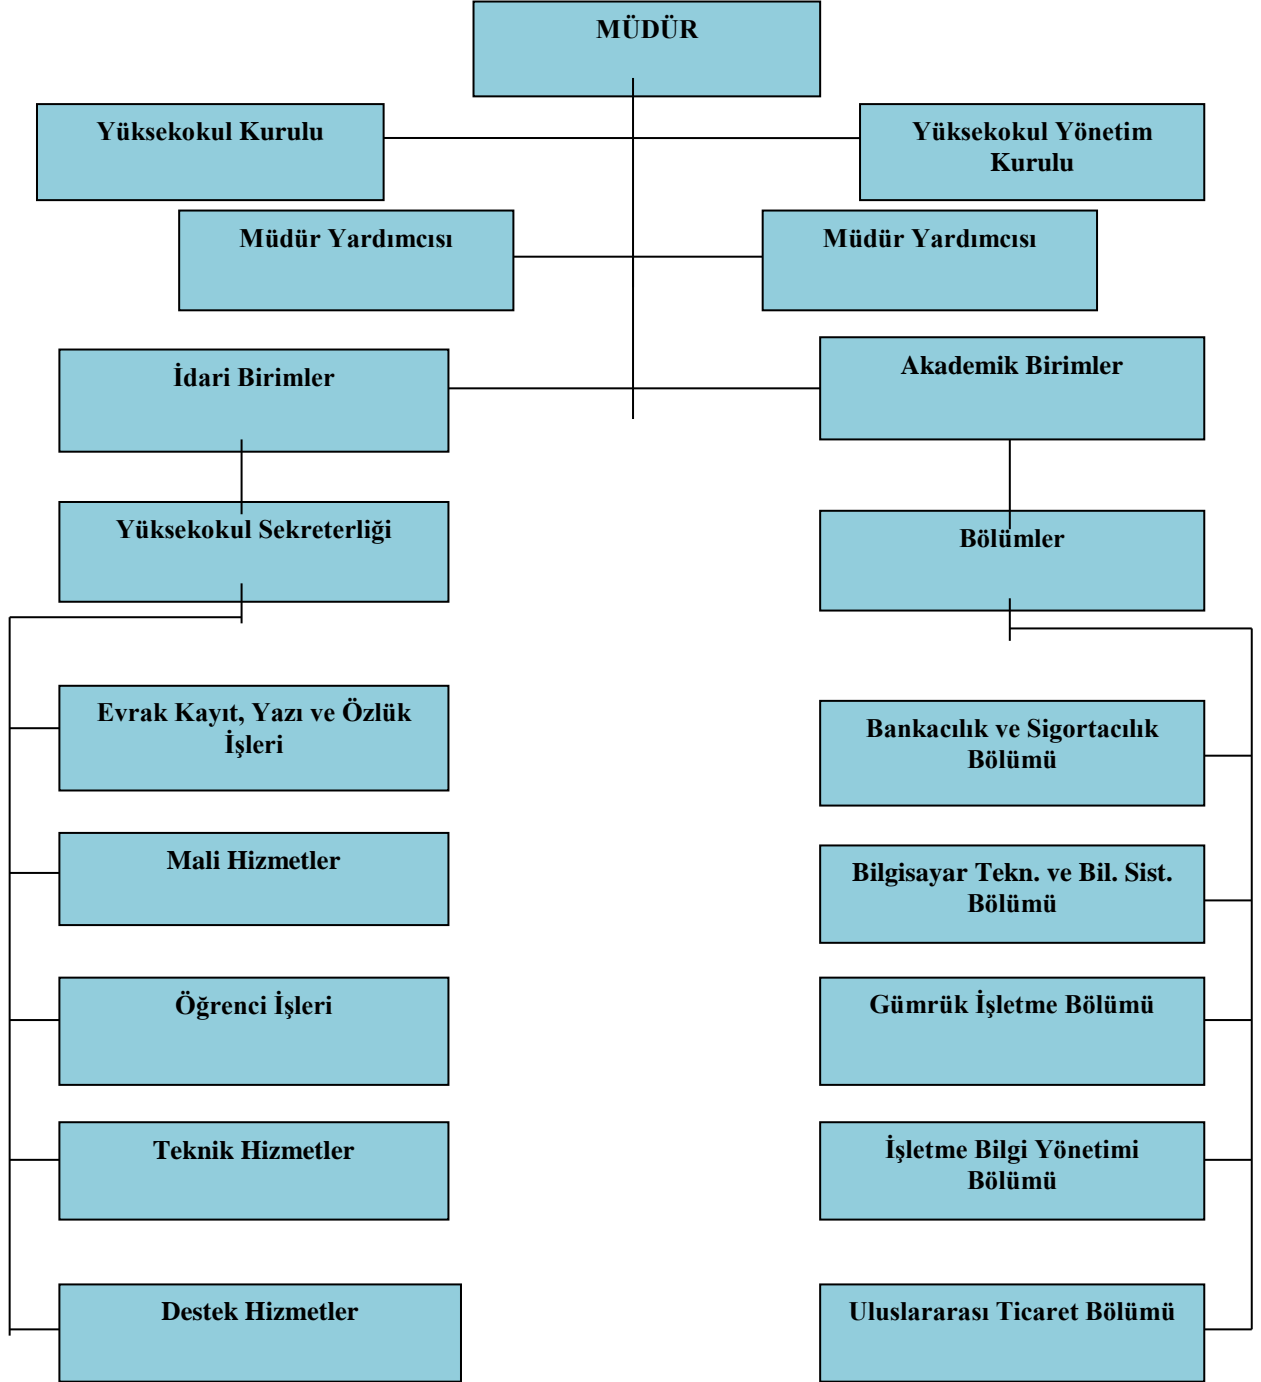 MÜDÜR
Yüksekokul Kurulu
Yüksekokul Yönetim
Kurulu
Müdür Yardımcısı
Müdür Yardımcısı
İdari Birimler
Akademik Birimler
Yüksekokul Sekreterliği
Bölümler
Evrak Kayıt, Yazı ve Özlük
İşleri
Bankacılık ve Sigortacılık
Bölümü
Mali Hizmetler
Bilgisayar Tekn. ve Bil. Sist.
Bölümü
Öğrenci İşleri
Gümrük İşletme Bölümü
Teknik Hizmetler
İşletme Bilgi Yönetimi
Bölümü
Destek Hizmetler
Uluslararası Ticaret Bölümü